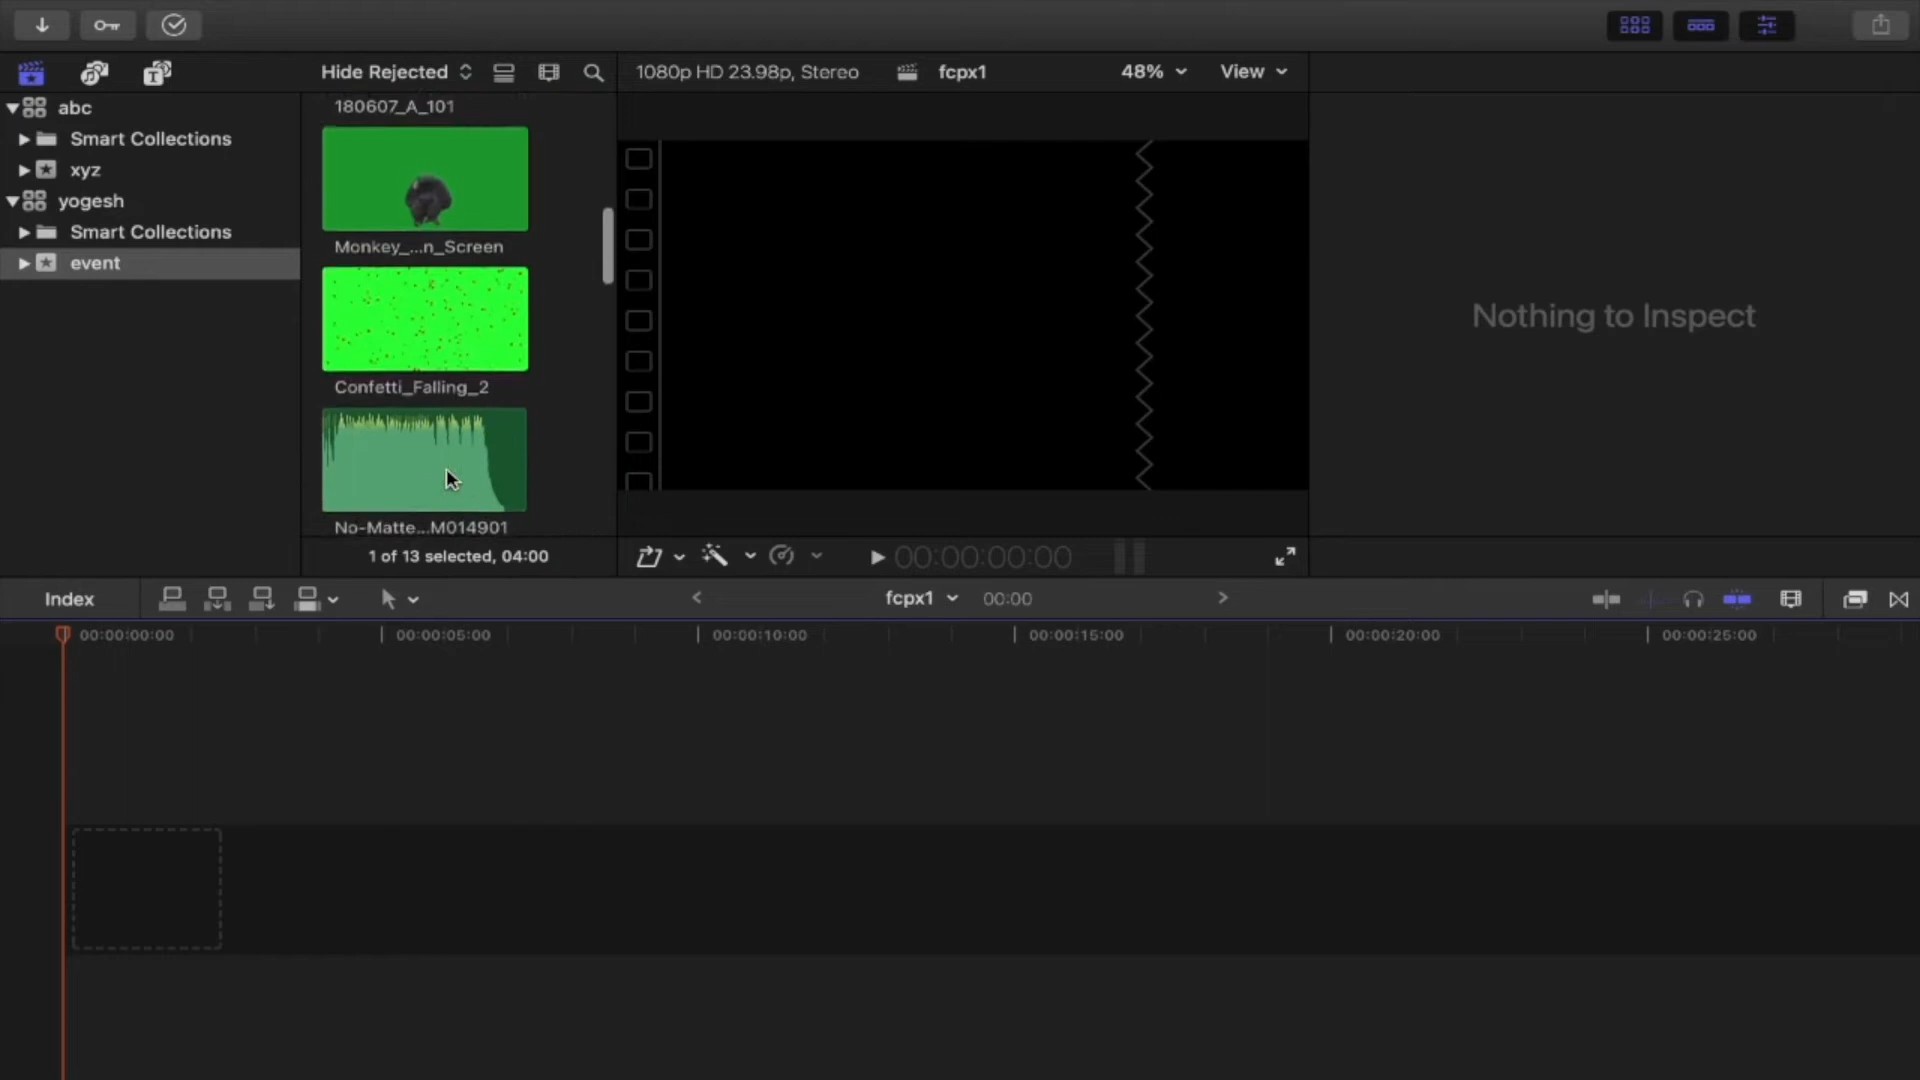 Hide Rejected
1080p HD 23.98p, Stereo
fcpx1
48%
View
abc
Smart Collections
xyz
yogesh
Smart Collections
event
180607_A_101
Monkey_...n_Screen
Confetti_Falling_2
No-Matte...M014901
1 of 13 selected, 04:00
Nothing to Inspect
00:00:00:00
Index
fcpx1
00:00
00:00:00:00
00:00:05:00
00:00:10:00
00:00:15:00
00:00:20:00
00:00:25:00